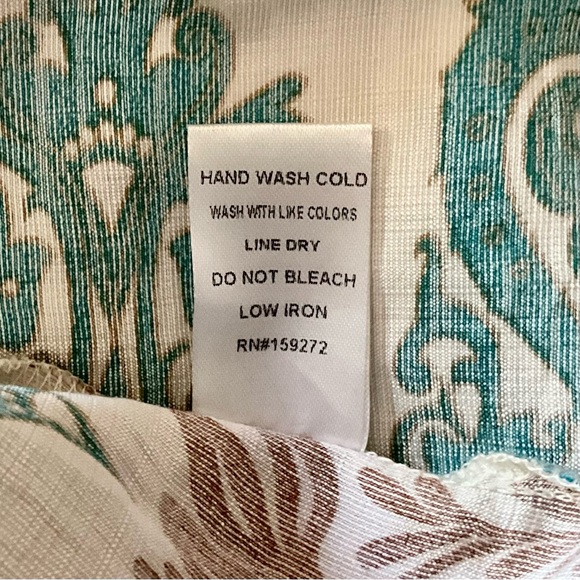 HAND WASH COLD
WASH WITH LIKE COLORS
LINE DRY
DO NOT BLEACH
LOW IRON
RN#159272